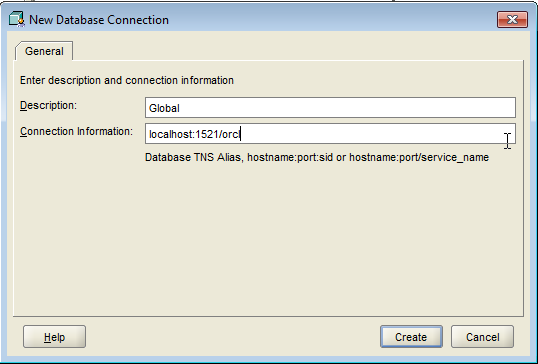 New Database Connection
General
Enter description and connection information
Description: Global
Connection Information: localhost:1521/orcl
Database TNS Alias, hostname:port:sid or hostname:port/service_name
Help Create Cancel